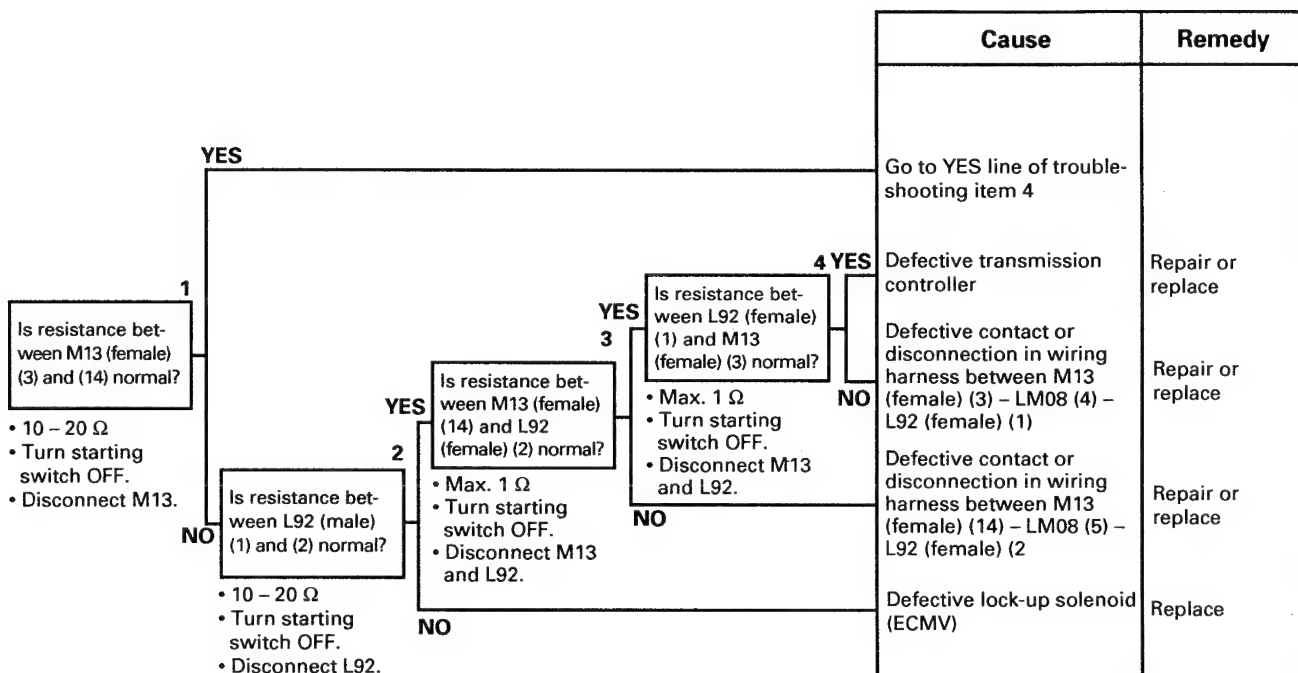 Cause
Remedy
YES
Go to YES line of trouble-
shooting item 4
1
Is resistance bet-
ween M13 (female)
(3) and (14) normal?
• 10 – 20 Ω
• Turn starting
switch OFF.
• Disconnect M13.
NO
2
Is resistance bet-
ween L92 (male)
(1) and (2) normal?
• 10 – 20 Ω
• Turn starting
switch OFF.
• Disconnect L92.
YES
3
Is resistance bet-
ween M13 (female)
(14) and L92
(female) (2) normal?
• Max. 1 Ω
• Turn starting
switch OFF.
• Disconnect M13
and L92.
NO
YES
4
Is resistance bet-
ween L92 (female)
(1) and M13
(female) (3) normal?
• Max. 1 Ω
• Turn starting
switch OFF.
• Disconnect M13
and L92.
NO
YES
Defective transmission
controller
Repair or
replace
NO
Defective contact or
disconnection in wiring
harness between M13
(female) (3) – LM08 (4) –
L92 (female) (1)
Repair or
replace
Defective contact or
disconnection in wiring
harness between M13
(female) (14) – LM08 (5) –
L92 (female) (2
Repair or
replace
Defective lock-up solenoid
(ECMV)
Replace